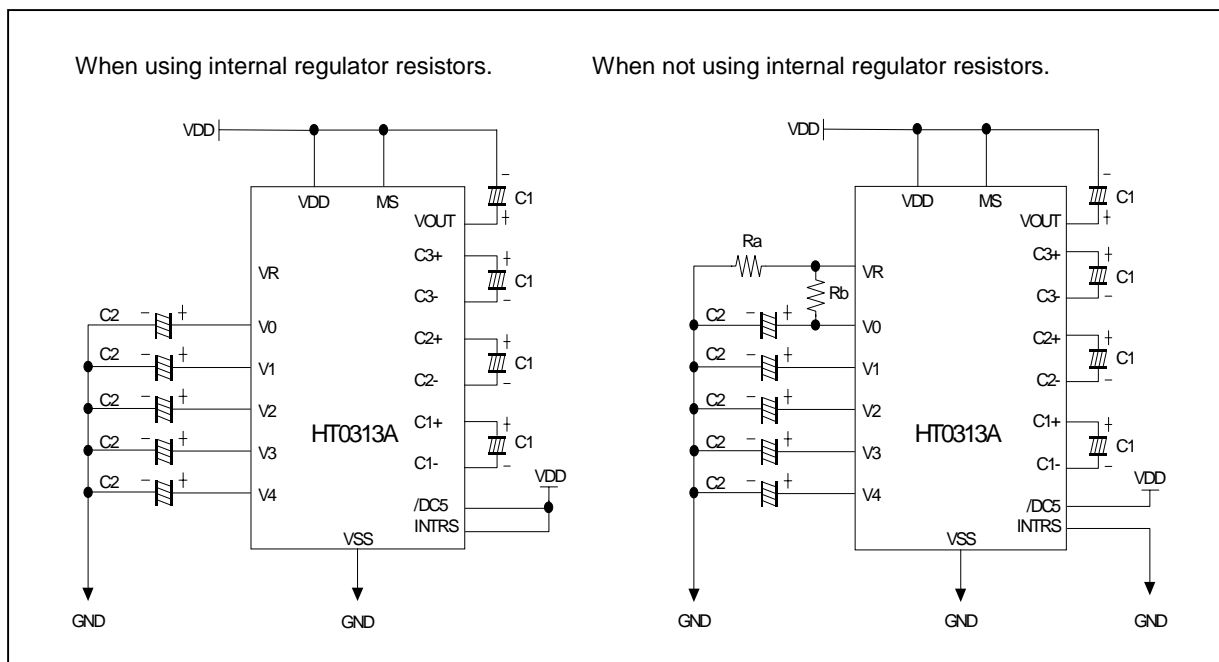 When using internal regulator resistors.
VDD
VDD
MS
-
C1
+
VOUT
C3+
+
C1
C3-
-
VR
C2
-
+
V0
C2+
+
C1
C2-
-
C2
-
+
V1
C2
-
+
V2
HT0313A
C1+
+
C1
C1-
-
C2
-
+
V3
C2
-
+
V4
VDD
/DC5
INTRS
VSS
GND
GND
When not using internal regulator resistors.
VDD
VDD
MS
-
C1
+
VOUT
Ra
C3+
+
C1
C3-
-
VR
Rb
C2
-
+
V0
C2+
+
C1
C2-
-
C2
-
+
V1
C2
-
+
V2
HT0313A
C1+
+
C1
C1-
-
C2
-
+
V3
C2
-
+
V4
VDD
/DC5
INTRS
VSS
GND
GND
GND